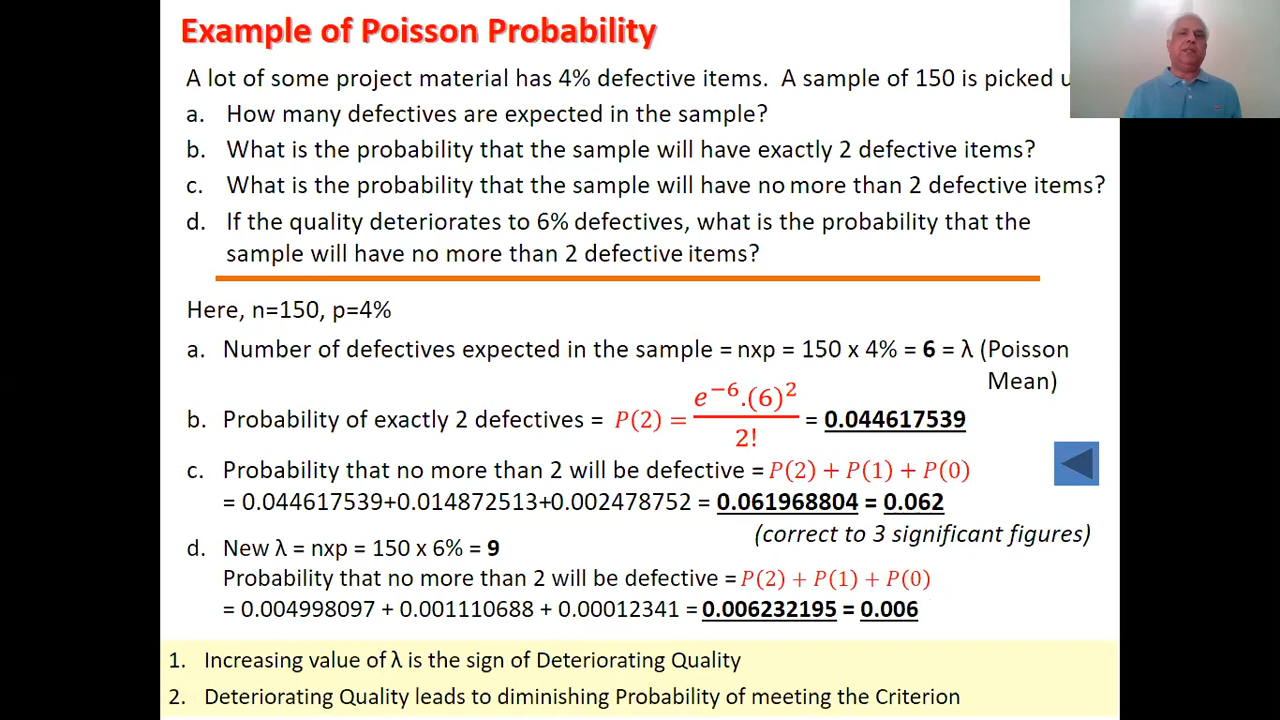 Example of Poisson Probability
A lot of some project material has 4% defective items. A sample of 150 is picked
a. How many defectives are expected in the sample?
b. What is the probability that the sample will have exactly 2 defective items?
c. What is the probability that the sample will have no more than 2 defective items?
d. If the quality deteriorates to 6% defectives, what is the probability that the
sample will have no more than 2 defective items?
Here, n=150, p=4%
a. Number of defectives expected in the sample = nxp = 150 x 4% = 6 = λ (Poisson
Mean)
b. Probability of exactly 2 defectives = P(2) = e⁻⁶.(6)² / 2! = 0.044617539
c. Probability that no more than 2 will be defective = P(2) + P(1) + P(0)
= 0.044617539+0.014872513+0.002478752 = 0.061968804 = 0.062
(correct to 3 significant figures)
d. New λ = nxp = 150 x 6% = 9
Probability that no more than 2 will be defective = P(2) + P(1) + P(0)
= 0.004998097 + 0.001110688 + 0.00012341 = 0.006232195 = 0.006
1. Increasing value of λ is the sign of Deteriorating Quality
2. Deteriorating Quality leads to diminishing Probability of meeting the Criterion